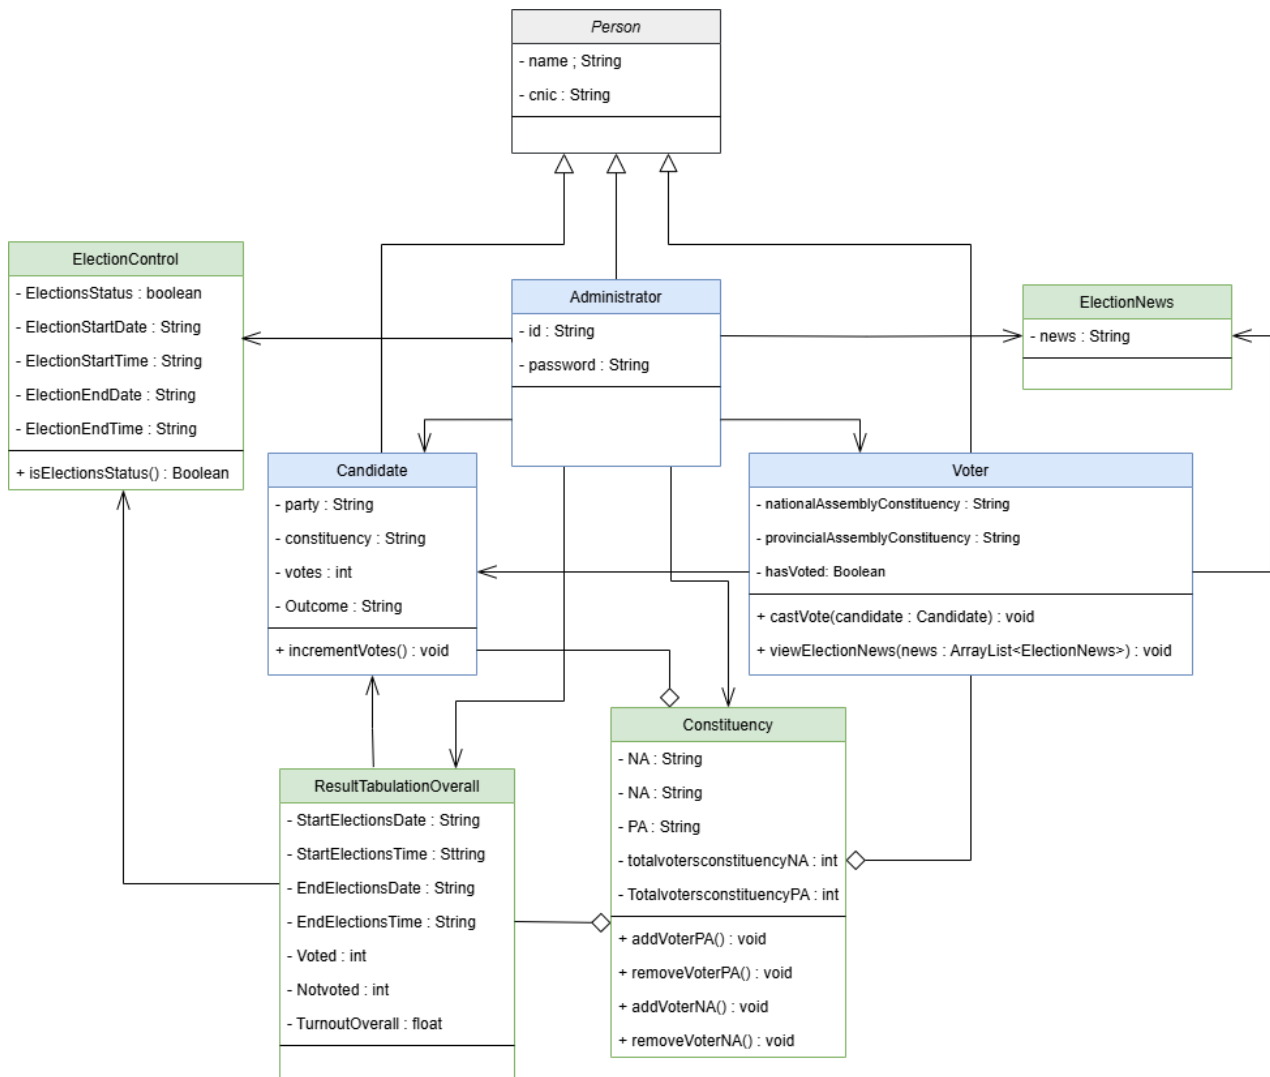 Person
- name ; String
- cnic : String
ElectionControl
- ElectionsStatus : boolean
- ElectionStartDate : String
- ElectionStartTime : String
- ElectionEndDate : String
- ElectionEndTime : String
+ isElectionsStatus() : Boolean
Administrator
- id : String
- password : String
ElectionNews
- news : String
Candidate
- party : String
- constituency : String
- votes : int
- Outcome : String
+ incrementVotes() : void
Voter
- nationalAssemblyConstituency : String
- provincialAssemblyConstituency : String
- hasVoted: Boolean
+ castVote(candidate : Candidate) : void
+ viewElectionNews(news : ArrayList<ElectionNews>) : void
ResultTabulationOverall
- StartElectionsDate : String
- StartElectionsTime : Sttring
- EndElectionsDate : String
- EndElectionsTime : String
- Voted : int
- Notvoted : int
- TurnoutOverall : float
Constituency
- NA : String
- NA : String
- PA : String
- totalvotersconstituencyNA : int
- TotalvotersconstituencyPA : int
+ addVoterPA() : void
+ removeVoterPA() : void
+ addVoterNA() : void
+ removeVoterNA() : void